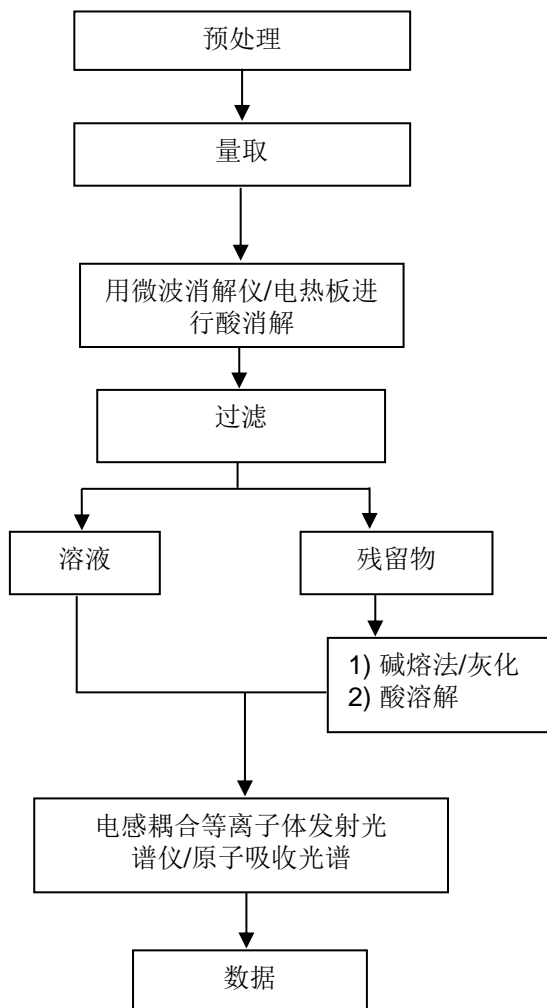 预处理
量取
用微波消解仪/电热板进
行酸消解
过滤
溶液
残留物
1) 碱熔法/灰化
2) 酸溶解
电感耦合等离子体发射光
谱仪/原子吸收光谱
数据